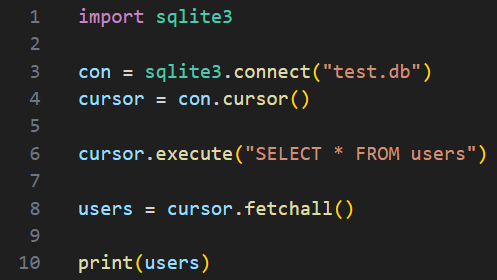 1 import sqlite3
2
3 con = sqlite3.connect("test.db")
4 cursor = con.cursor()
5
6 cursor.execute("SELECT * FROM users")
7
8 users = cursor.fetchall()
9
10 print(users)